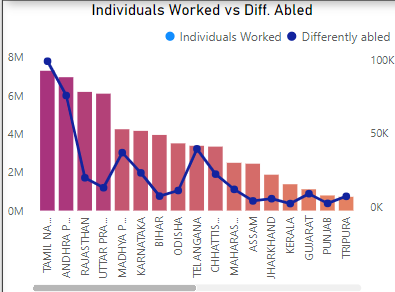 Individuals Worked vs Diff. Abled
Individuals Worked Differently abled
8M
6M
4M
2M
0M
100K
50K
0K
TAMIL NA...
ANDHRA P...
RAJASTHAN
UTTAR PRA...
MADHYA P...
KARNATAKA
BIHAR
ODISHA
TELANGANA
CHHATTIS...
MAHARAS...
ASSAM
JHARKHAND
KERALA
GUJARAT
PUNJAB
TRIPURA